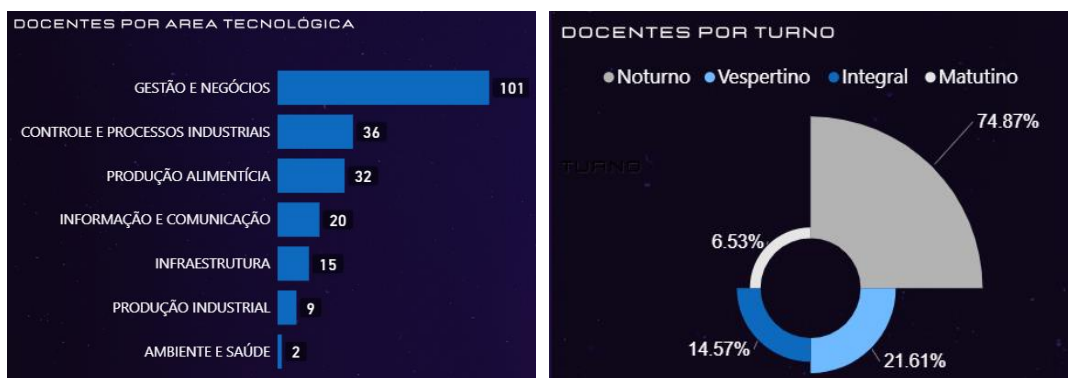 DOCENTES POR AREA TECNOLÓGICA
GESTÃO E NEGÓCIOS 101
CONTROLE E PROCESSOS INDUSTRIAIS 36
PRODUÇÃO ALIMENTÍCIA 32
INFORMAÇÃO E COMUNICAÇÃO 20
INFRAESTRUTURA 15
PRODUÇÃO INDUSTRIAL 9
AMBIENTE E SAÚDE 2
DOCENTES POR TURNO
Noturno Vespertino Integral Matutino
74.87%
TURNO
6.53%
14.57%
21.61%